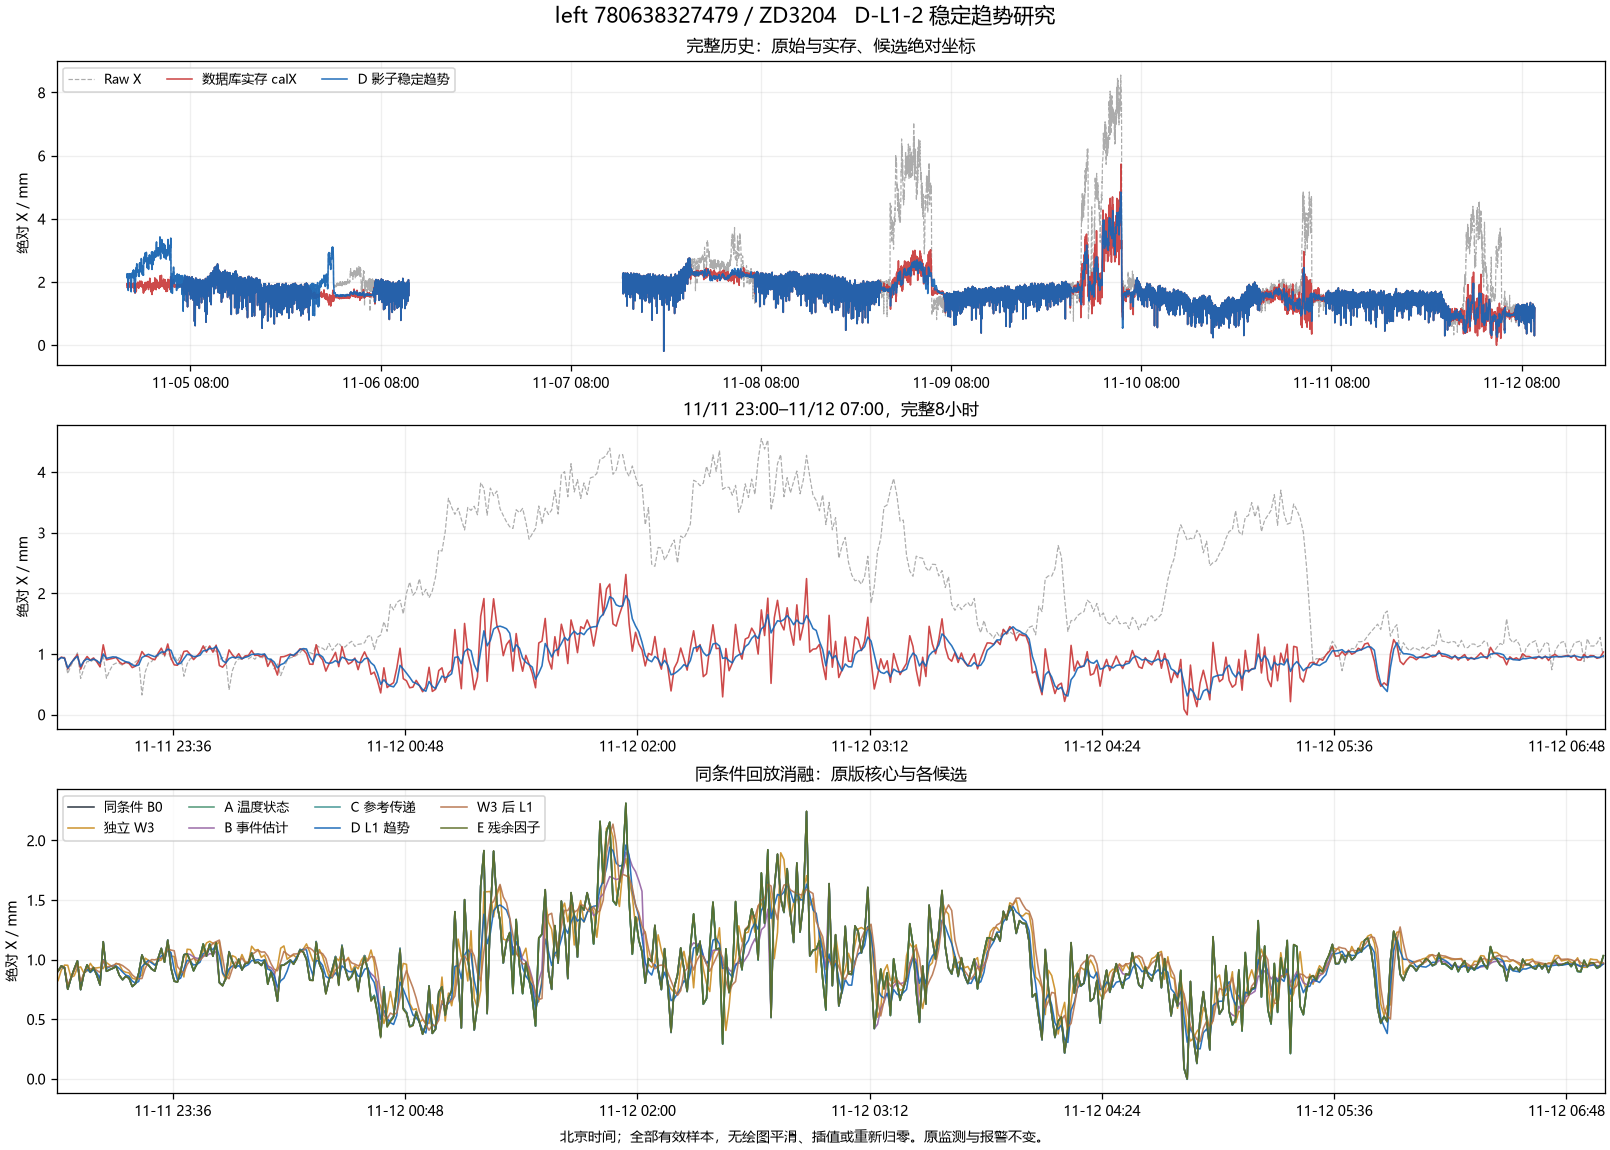 left 780638327479 / ZD3204   D-L1-2 稳定趋势研究
完整历史：原始与实存、候选绝对坐标
Raw X
数据库实存 calX
D 影子稳定趋势
绝对 X / mm
8
6
4
2
0
11-05 08:00
11-06 08:00
11-07 08:00
11-08 08:00
11-09 08:00
11-10 08:00
11-11 08:00
11-12 08:00
11/11 23:00–11/12 07:00，完整8小时
绝对 X / mm
4
3
2
1
0
11-11 23:36
11-12 00:48
11-12 02:00
11-12 03:12
11-12 04:24
11-12 05:36
11-12 06:48
同条件回放消融：原版核心与各候选
同条件 B0
A 温度状态
C 参考传递
W3 后 L1
独立 W3
B 事件估计
D L1 趋势
E 残余因子
绝对 X / mm
2.0
1.5
1.0
0.5
0.0
11-11 23:36
11-12 00:48
11-12 02:00
11-12 03:12
11-12 04:24
11-12 05:36
11-12 06:48
北京时间；全部有效样本，无绘图平滑、插值或重新归零。原监测与报警不变。